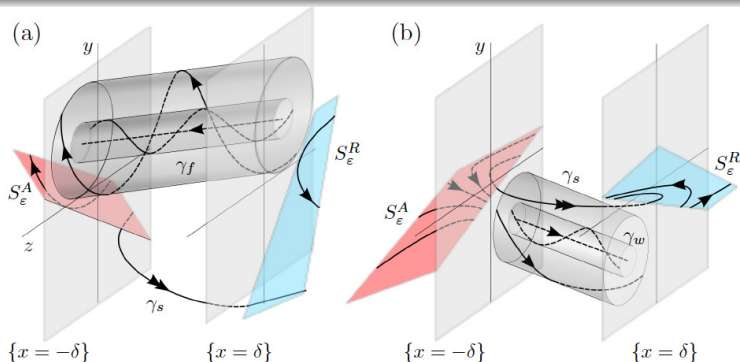 (a)
y
S_ε^R
γ_f
S_ε^A
z
γ_s
{x = −δ}
{x = δ}
(b)
y
γ_s
S_ε^R
S_ε^A
γ_w
{x = −δ}
{x = δ}